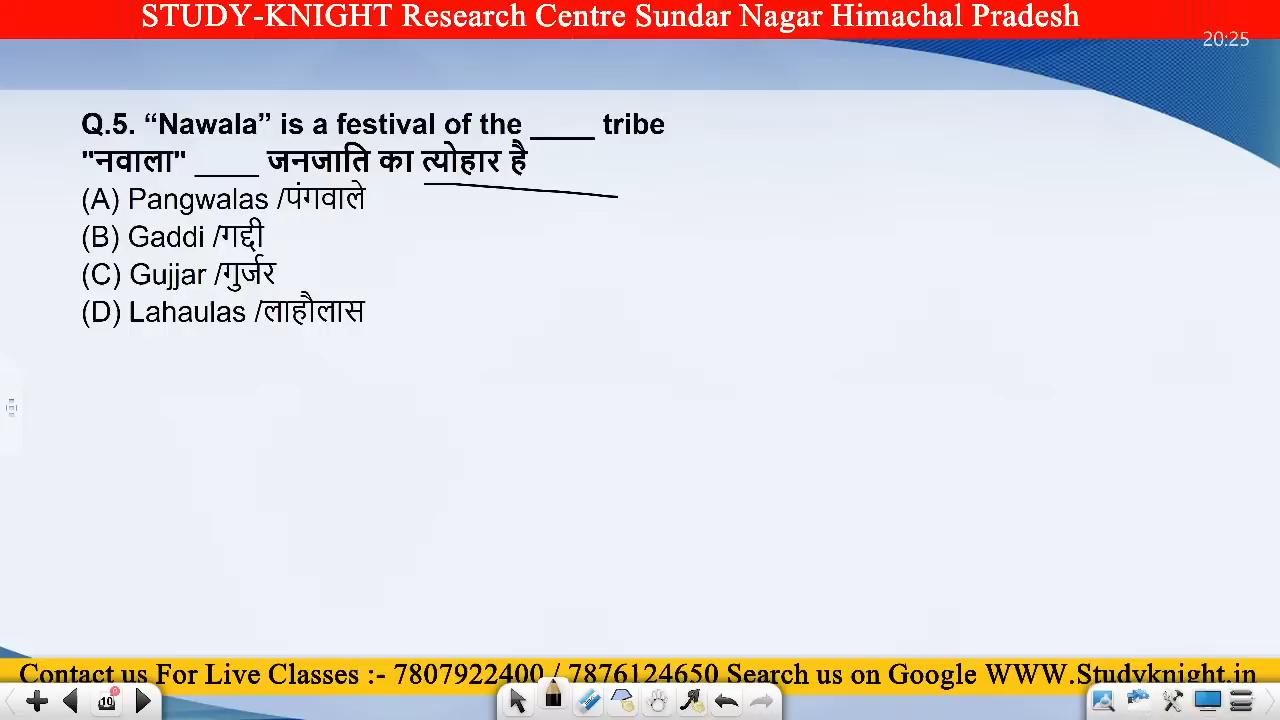 STUDY-KNIGHT Research Centre Sundar Nagar Himachal Pradesh
20:25
Q.5. “Nawala” is a festival of the ____ tribe
"नवाला" ____ जनजाति का त्योहार है
(A) Pangwalas /पंगवाले
(B) Gaddi /गद्दी
(C) Gujjar /गुर्जर
(D) Lahaulas /लाहौलास
Contact us For Live Classes :- 7807922400 / 7876124650 Search us on Google WWW.Studyknight.in
10